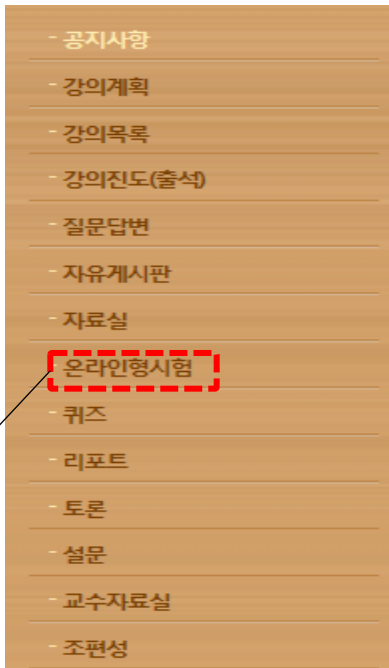 - 공지사항
- 강의계획
- 강의목록
- 강의진도(출석)
- 질문답변
- 자유게시판
- 자료실
- 온라인형시험
- 퀴즈
- 리포트
- 토론
- 설문
- 교수자료실
- 조편성